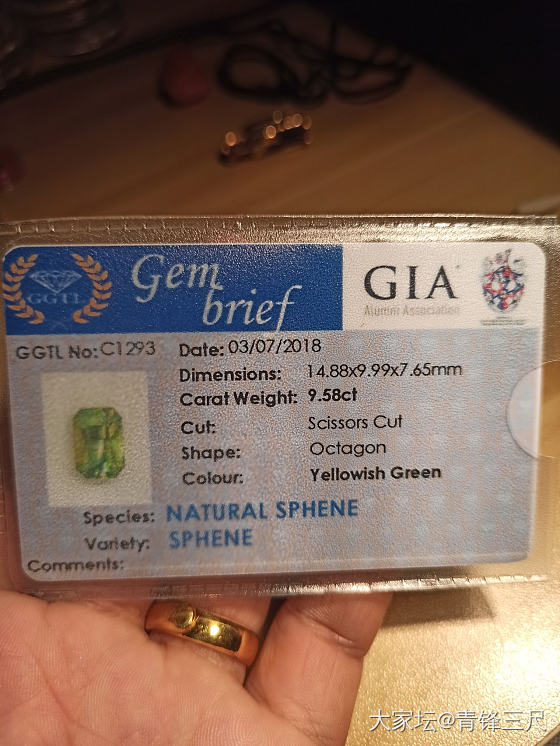 GGTL
Gem
brief
GIA
Alumni Association
GGTL No: C1293
Date: 03/07/2018
Dimensions: 14.88x9.99x7.65mm
Carat Weight: 9.58ct
Cut: Scissors Cut
Shape: Octagon
Colour: Yellowish Green
Species: NATURAL SPHENE
Variety: SPHENE
Comments:
大家坛@青锋三尺